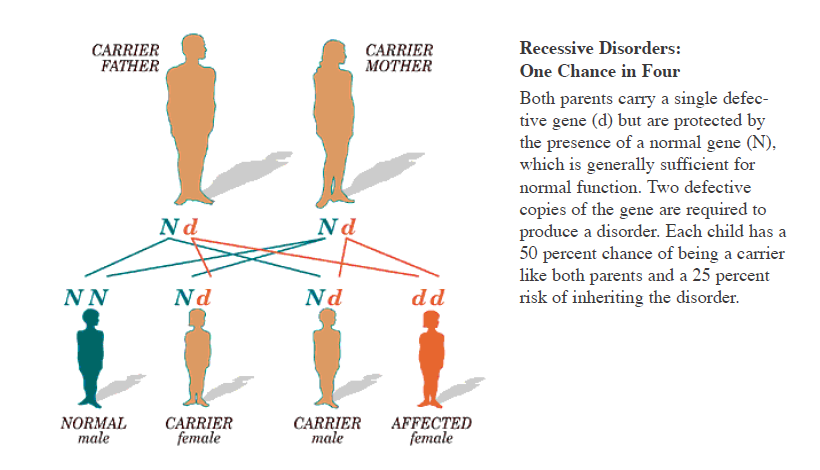 CARRIER
FATHER
CARRIER
MOTHER
N d
N d
N N
N d
N d
d d
NORMAL
male
CARRIER
female
CARRIER
male
AFFECTED
female
Recessive Disorders:
One Chance in Four
Both parents carry a single defec-
tive gene (d) but are protected by
the presence of a normal gene (N),
which is generally sufficient for
normal function. Two defective
copies of the gene are required to
produce a disorder. Each child has a
50 percent chance of being a carrier
like both parents and a 25 percent
risk of inheriting the disorder.